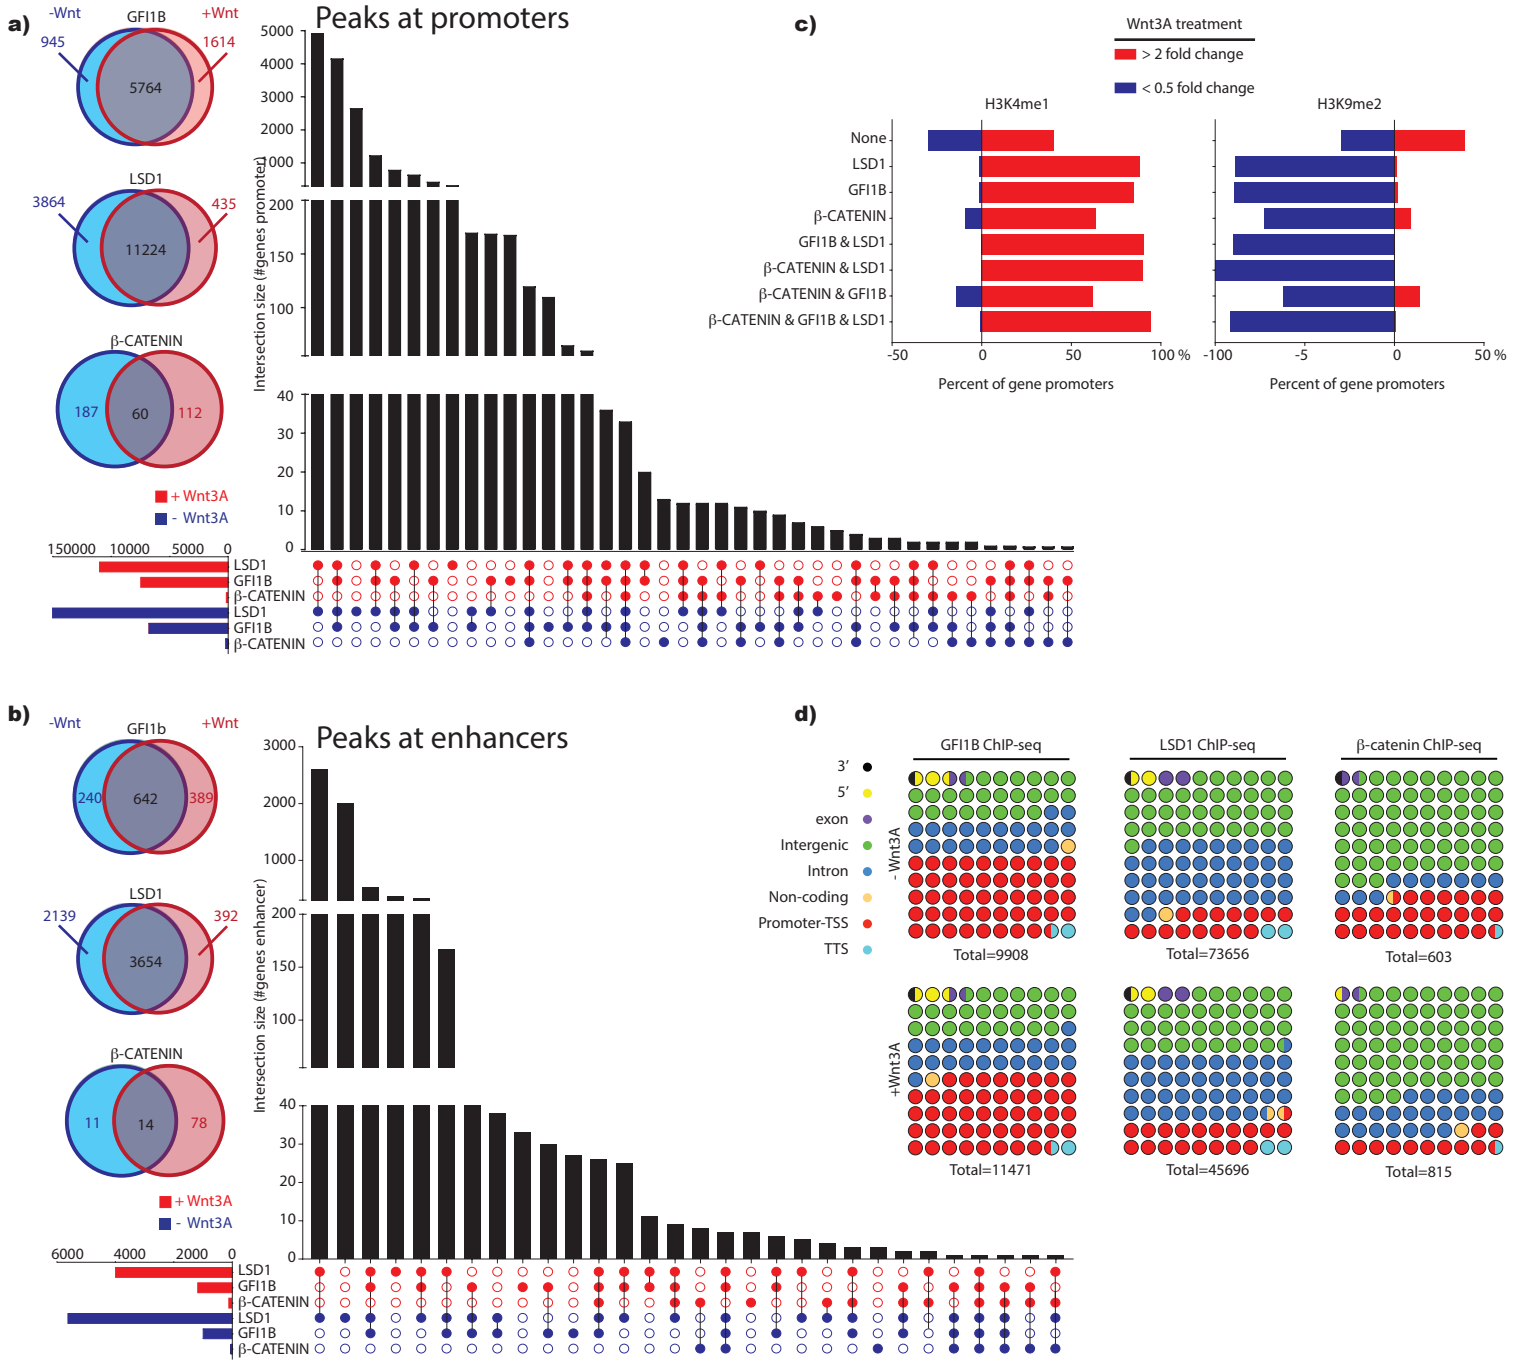 a)
-Wnt
GFI1B
+Wnt
945
1614
5764
LSD1
3864
435
11224
β-CATENIN
187
60
112
+ Wnt3A
- Wnt3A
150000 10000 5000 0
LSD1
GFI1B
β-CATENIN
LSD1
GFI1B
β-CATENIN
Peaks at promoters
Intersection size (#genes promoter)
5000
4000
3000
2000
1000
200
150
100
40
30
20
10
0
c)
Wnt3A treatment
> 2 fold change
< 0.5 fold change
H3K4me1
H3K9me2
None
LSD1
GFI1B
β-CATENIN
GFI1B & LSD1
β-CATENIN & LSD1
β-CATENIN & GFI1B
β-CATENIN & GFI1B & LSD1
-50 0 50 100 %
-100 -5 0 50 %
Percent of gene promoters
Percent of gene promoters
b)
-Wnt
GFI1b
+Wnt
240
642
389
LSD1
2139
392
3654
β-CATENIN
11
14
78
+ Wnt3A
- Wnt3A
6000 4000 2000 0
LSD1
GFI1B
β-CATENIN
LSD1
GFI1B
β-CATENIN
Peaks at enhancers
Intersection size (#genes enhancer)
3000
2000
1000
200
150
100
40
30
20
10
0
d)
GFI1B ChIP-seq
LSD1 ChIP-seq
β-catenin ChIP-seq
3’
5’
exon
Intergenic
Intron
Non-coding
Promoter-TSS
TTS
- Wnt3A
Total=9908
Total=73656
Total=603
+Wnt3A
Total=11471
Total=45696
Total=815